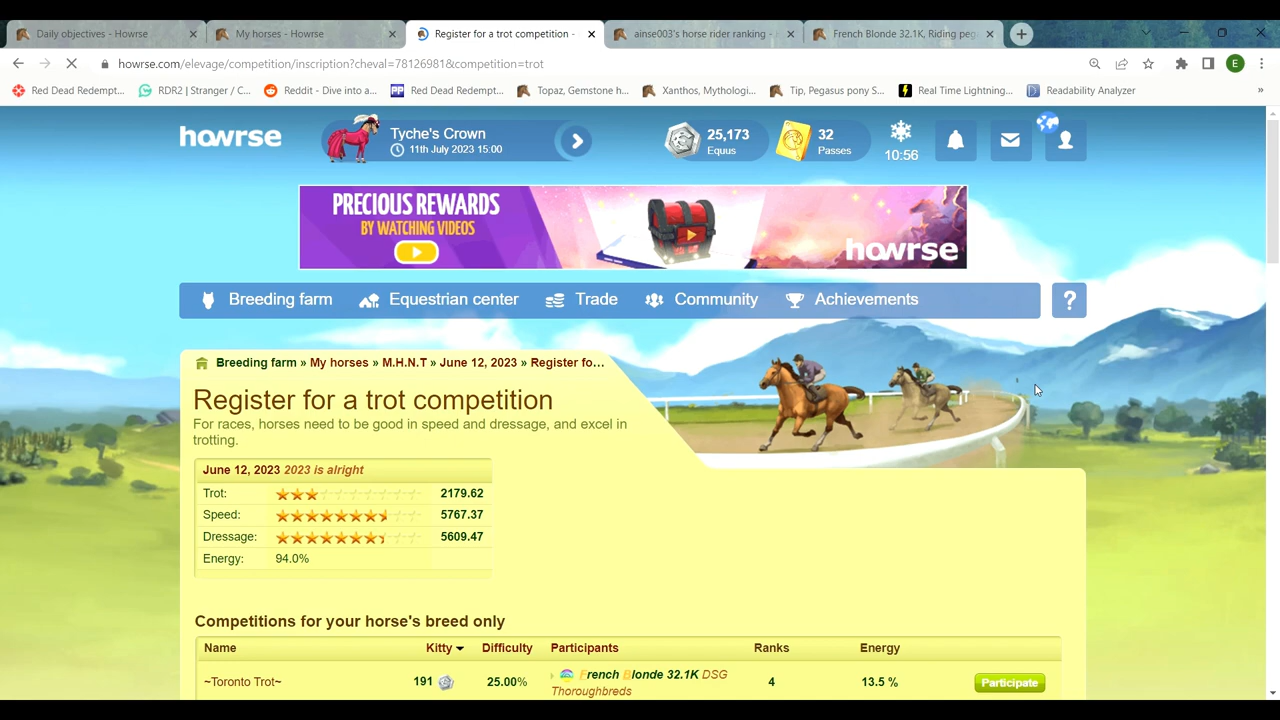 Daily objectives - Howrse
My horses - Howrse
Register for a trot competition -
ainse003's horse rider ranking -
French Blonde 32.1K, Riding peg
howrse.com/elevage/competition/inscription?cheval=78126981&competition=trot
E
Red Dead Redempt...
RDR2 | Stranger / C...
Reddit - Dive into a...
Red Dead Redempt...
Topaz, Gemstone h...
Xanthos, Mythologi...
Tip, Pegasus pony S...
Real Time Lightning...
Readability Analyzer
»
howrse
Tyche's Crown
11th July 2023 15:00
25,173
Equus
32
Passes
10:56
PRECIOUS REWARDS
BY WATCHING VIDEOS
howrse
Breeding farm
Equestrian center
Trade
Community
Achievements
?
Breeding farm » My horses » M.H.N.T » June 12, 2023 » Register fo...
Register for a trot competition
For races, horses need to be good in speed and dressage, and excel in
trotting.
June 12, 2023 2023 is alright
Trot: 2179.62
Speed: 5767.37
Dressage: 5609.47
Energy: 94.0%
Competitions for your horse's breed only
Name Kitty Difficulty Participants Ranks Energy
~Toronto Trot~ 191 25.00% French Blonde 32.1K DSG
Thoroughbreds
4 13.5 % Participate